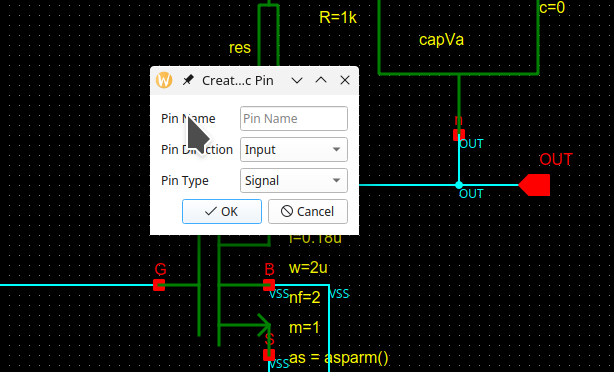 c=0
R=1k
capVa
res
Creat...c Pin
Pin Name
Pin Name
n
OUT
Pin Direction
Input
OUT
Pin Type
Signal
OUT
OK
Cancel
l=0.18u
G
B
w=2u
VSS
VSS
nf=2
m=1
S
as = asparm()
VSS